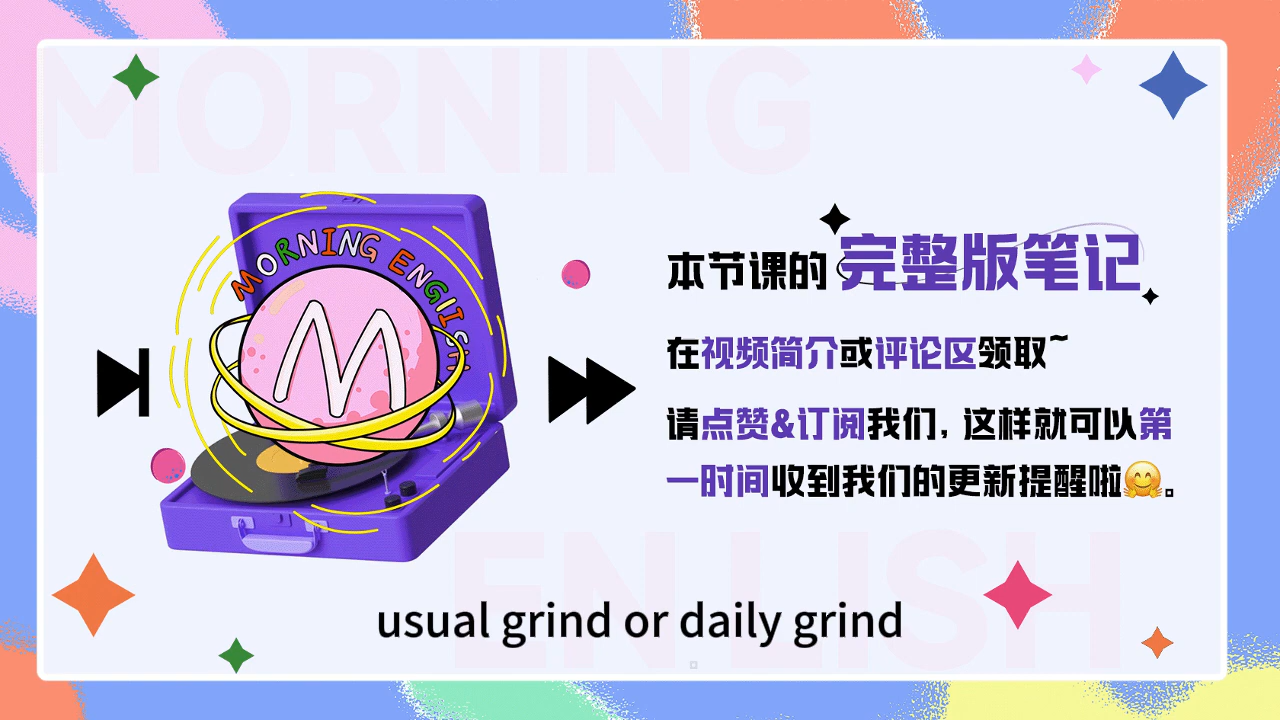 MORNING
MORNING ENGlISH
M
本节课的 完整版笔记
在视频简介或评论区领取~
请点赞&订阅我们, 这样就可以第
一时间收到我们的更新提醒啦🤗。
EN LISH
usual grind or daily grind